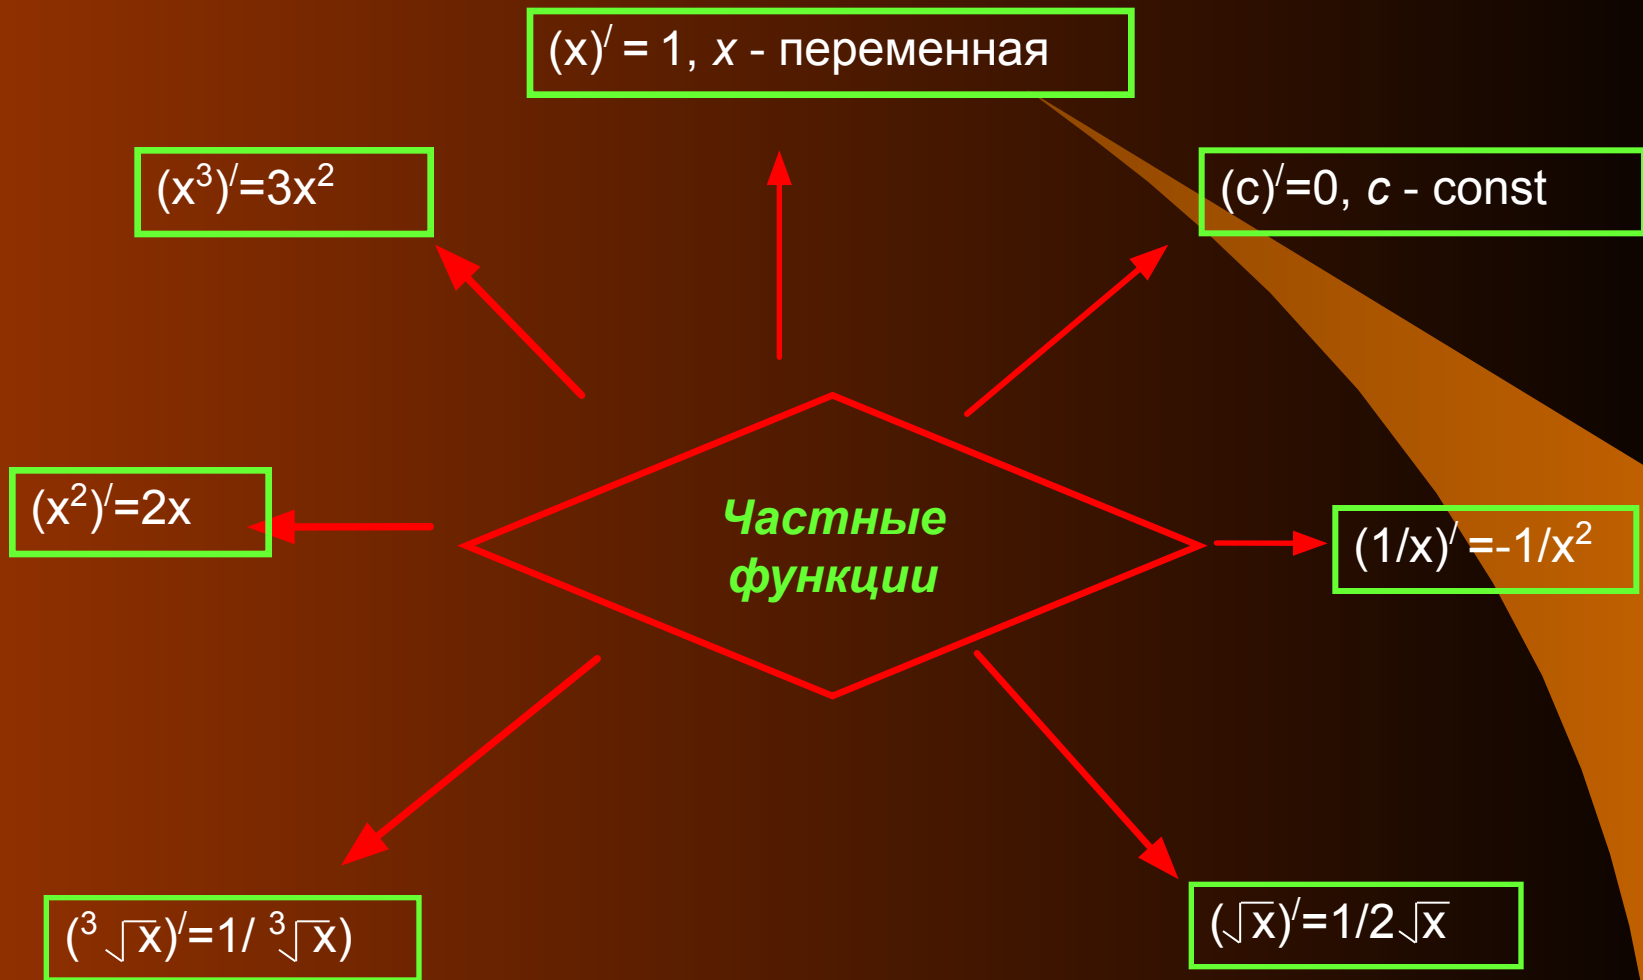 (x)/ = 1, x - переменная
(x³)/=3x²
(c)/=0, c - const
(x²)/=2x
Частные
функции
(1/x)/ =-1/x²
(³√x)/=1/ ³√x)
(√x)/=1/2√x